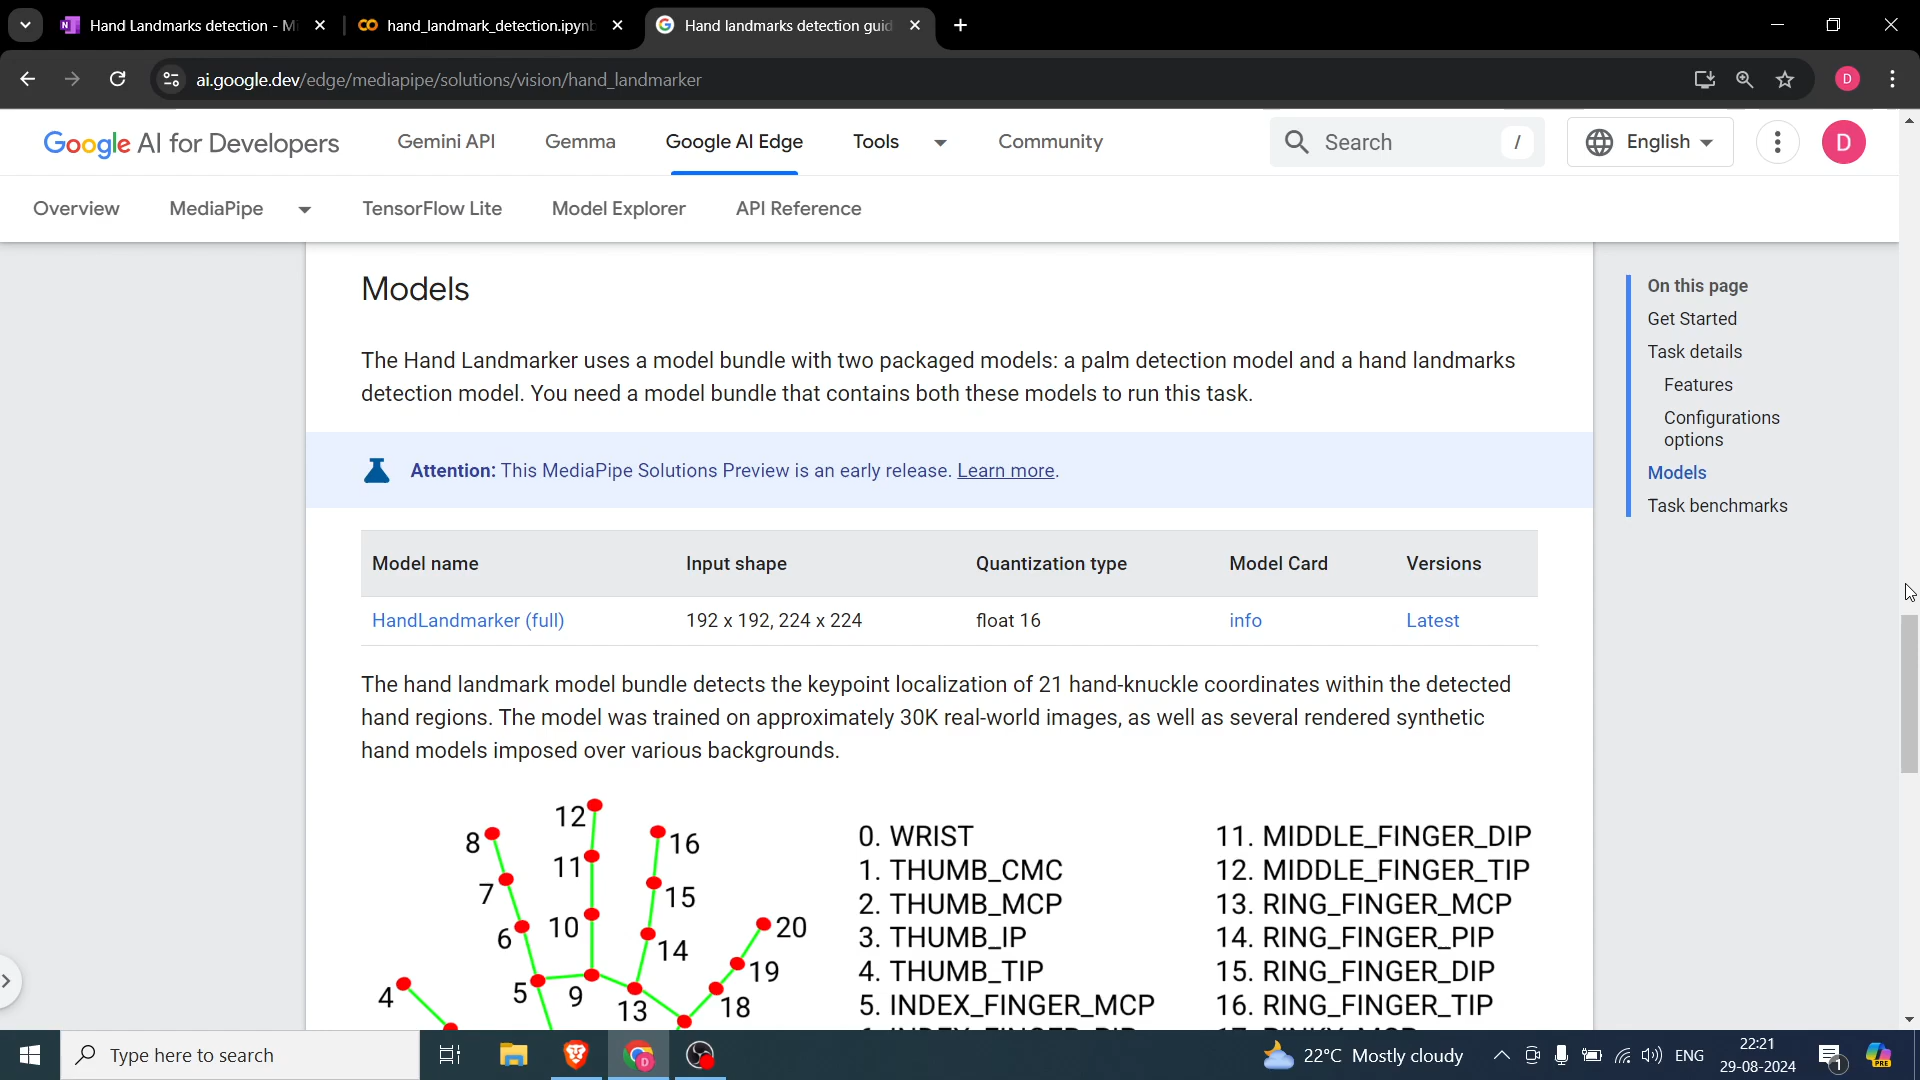 Hand Landmarks detection - Mi
hand_landmark_detection.ipynb
Hand landmarks detection guid
ai.google.dev/edge/mediapipe/solutions/vision/hand_landmarker
D
Google AI for Developers
Gemini API
Gemma
Google AI Edge
Tools
Community
Search
/
English
D
Overview
MediaPipe
TensorFlow Lite
Model Explorer
API Reference
Models
The Hand Landmarker uses a model bundle with two packaged models: a palm detection model and a hand landmarks
detection model. You need a model bundle that contains both these models to run this task.
Attention: This MediaPipe Solutions Preview is an early release. Learn more.
Model name Input shape Quantization type Model Card Versions
HandLandmarker (full) 192 x 192, 224 x 224 float 16 info Latest
The hand landmark model bundle detects the keypoint localization of 21 hand-knuckle coordinates within the detected
hand regions. The model was trained on approximately 30K real-world images, as well as several rendered synthetic
hand models imposed over various backgrounds.
12
8
16
11
7
15
10
20
6
14
19
4
5
9
13
18
0. WRIST
1. THUMB_CMC
2. THUMB_MCP
3. THUMB_IP
4. THUMB_TIP
5. INDEX_FINGER_MCP
6. INDEX_FINGER_PIP
11. MIDDLE_FINGER_DIP
12. MIDDLE_FINGER_TIP
13. RING_FINGER_MCP
14. RING_FINGER_PIP
15. RING_FINGER_DIP
16. RING_FINGER_TIP
17. PINKY_MCP
On this page
Get Started
Task details
Features
Configurations
options
Models
Task benchmarks
Type here to search
D
22°C Mostly cloudy
ENG
22:21
29-08-2024
1
PRE